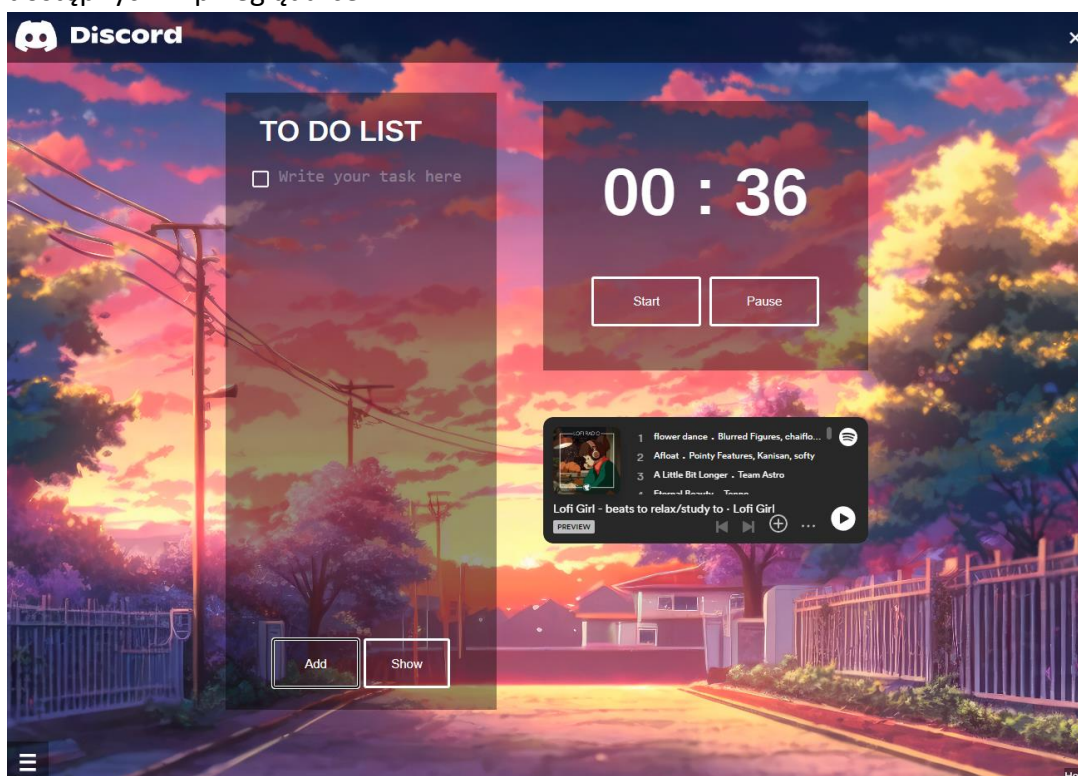 Discord
TO DO LIST
Write your task here
00 : 36
Start
Pause
1 flower dance . Blurred Figures, chaiflo...
2 Afloat . Pointy Features, Kanisan, softy
3 A Little Bit Longer . Team Astro
LOFI RADIO
Lofi Girl - beats to relax/study to · Lofi Girl
PREVIEW
Add
Show